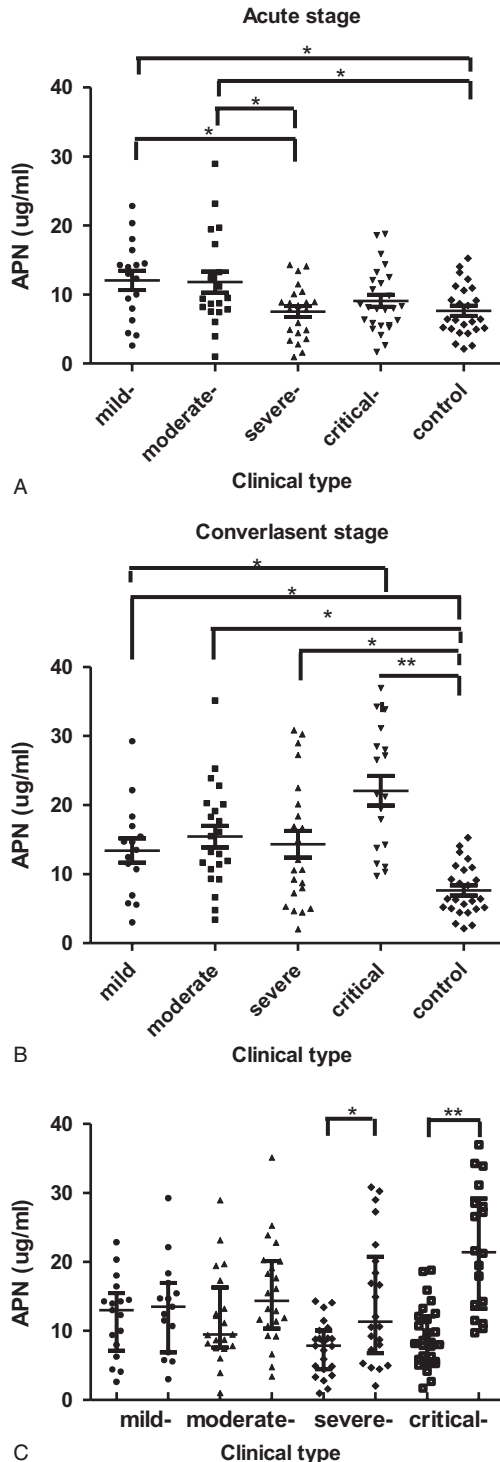 Acute stage
*
*
*
*
40
30
20
10
0
APN (ug/ml)
mild-
moderate-
severe-
critical-
control
A
Clinical type
Converlasent stage
*
*
*
*
**
40
30
20
10
0
APN (ug/ml)
mild
moderate
severe
critical
control
B
Clinical type
40
30
20
10
0
APN (ug/ml)
*
**
mild- moderate- severe- critical-
C
Clinical type